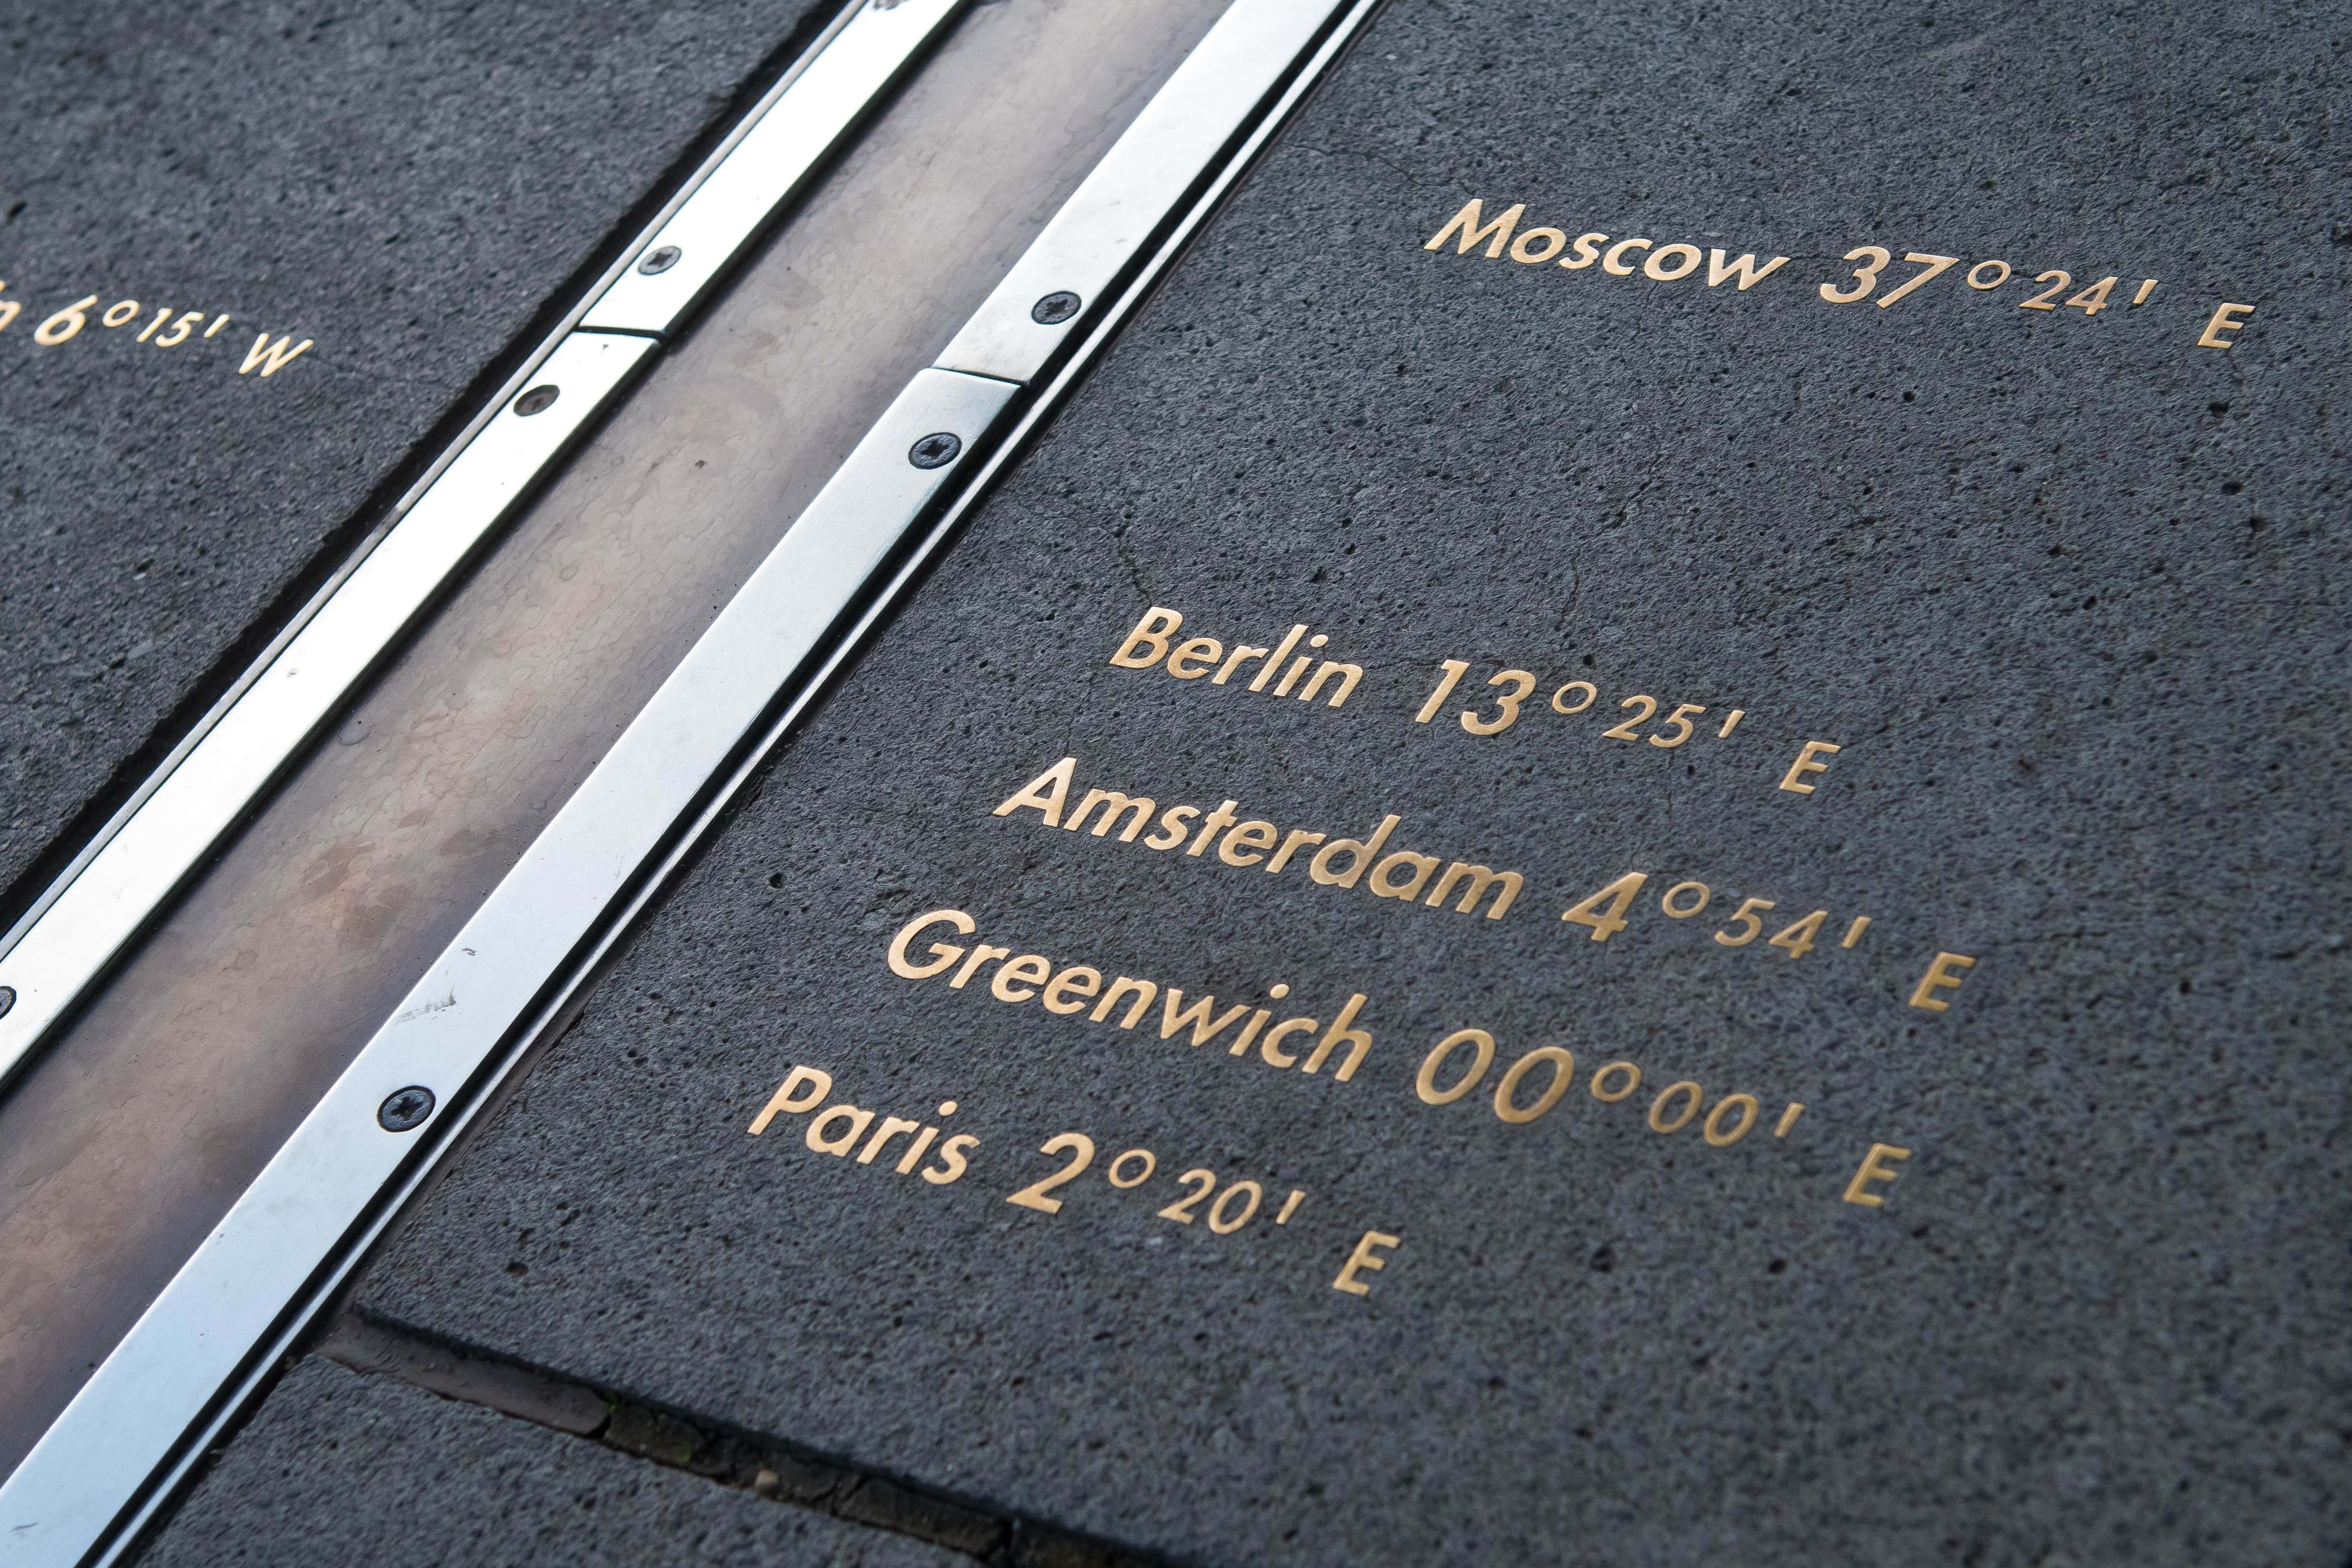 6°15' W
Moscow 37°24' E
Berlin 13°25' E
Amsterdam 4°54' E
Greenwich 00°00' E
Paris 2°20' E